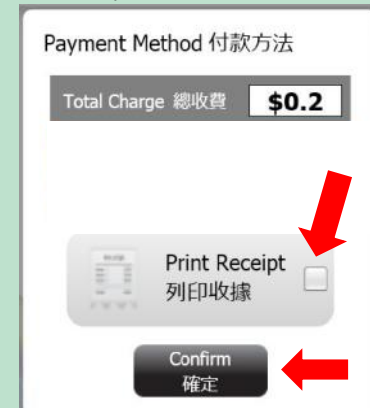 Payment Method 付款方法
Total Charge 總收費 $0.2
Print Receipt
列印收據
Confirm
確定